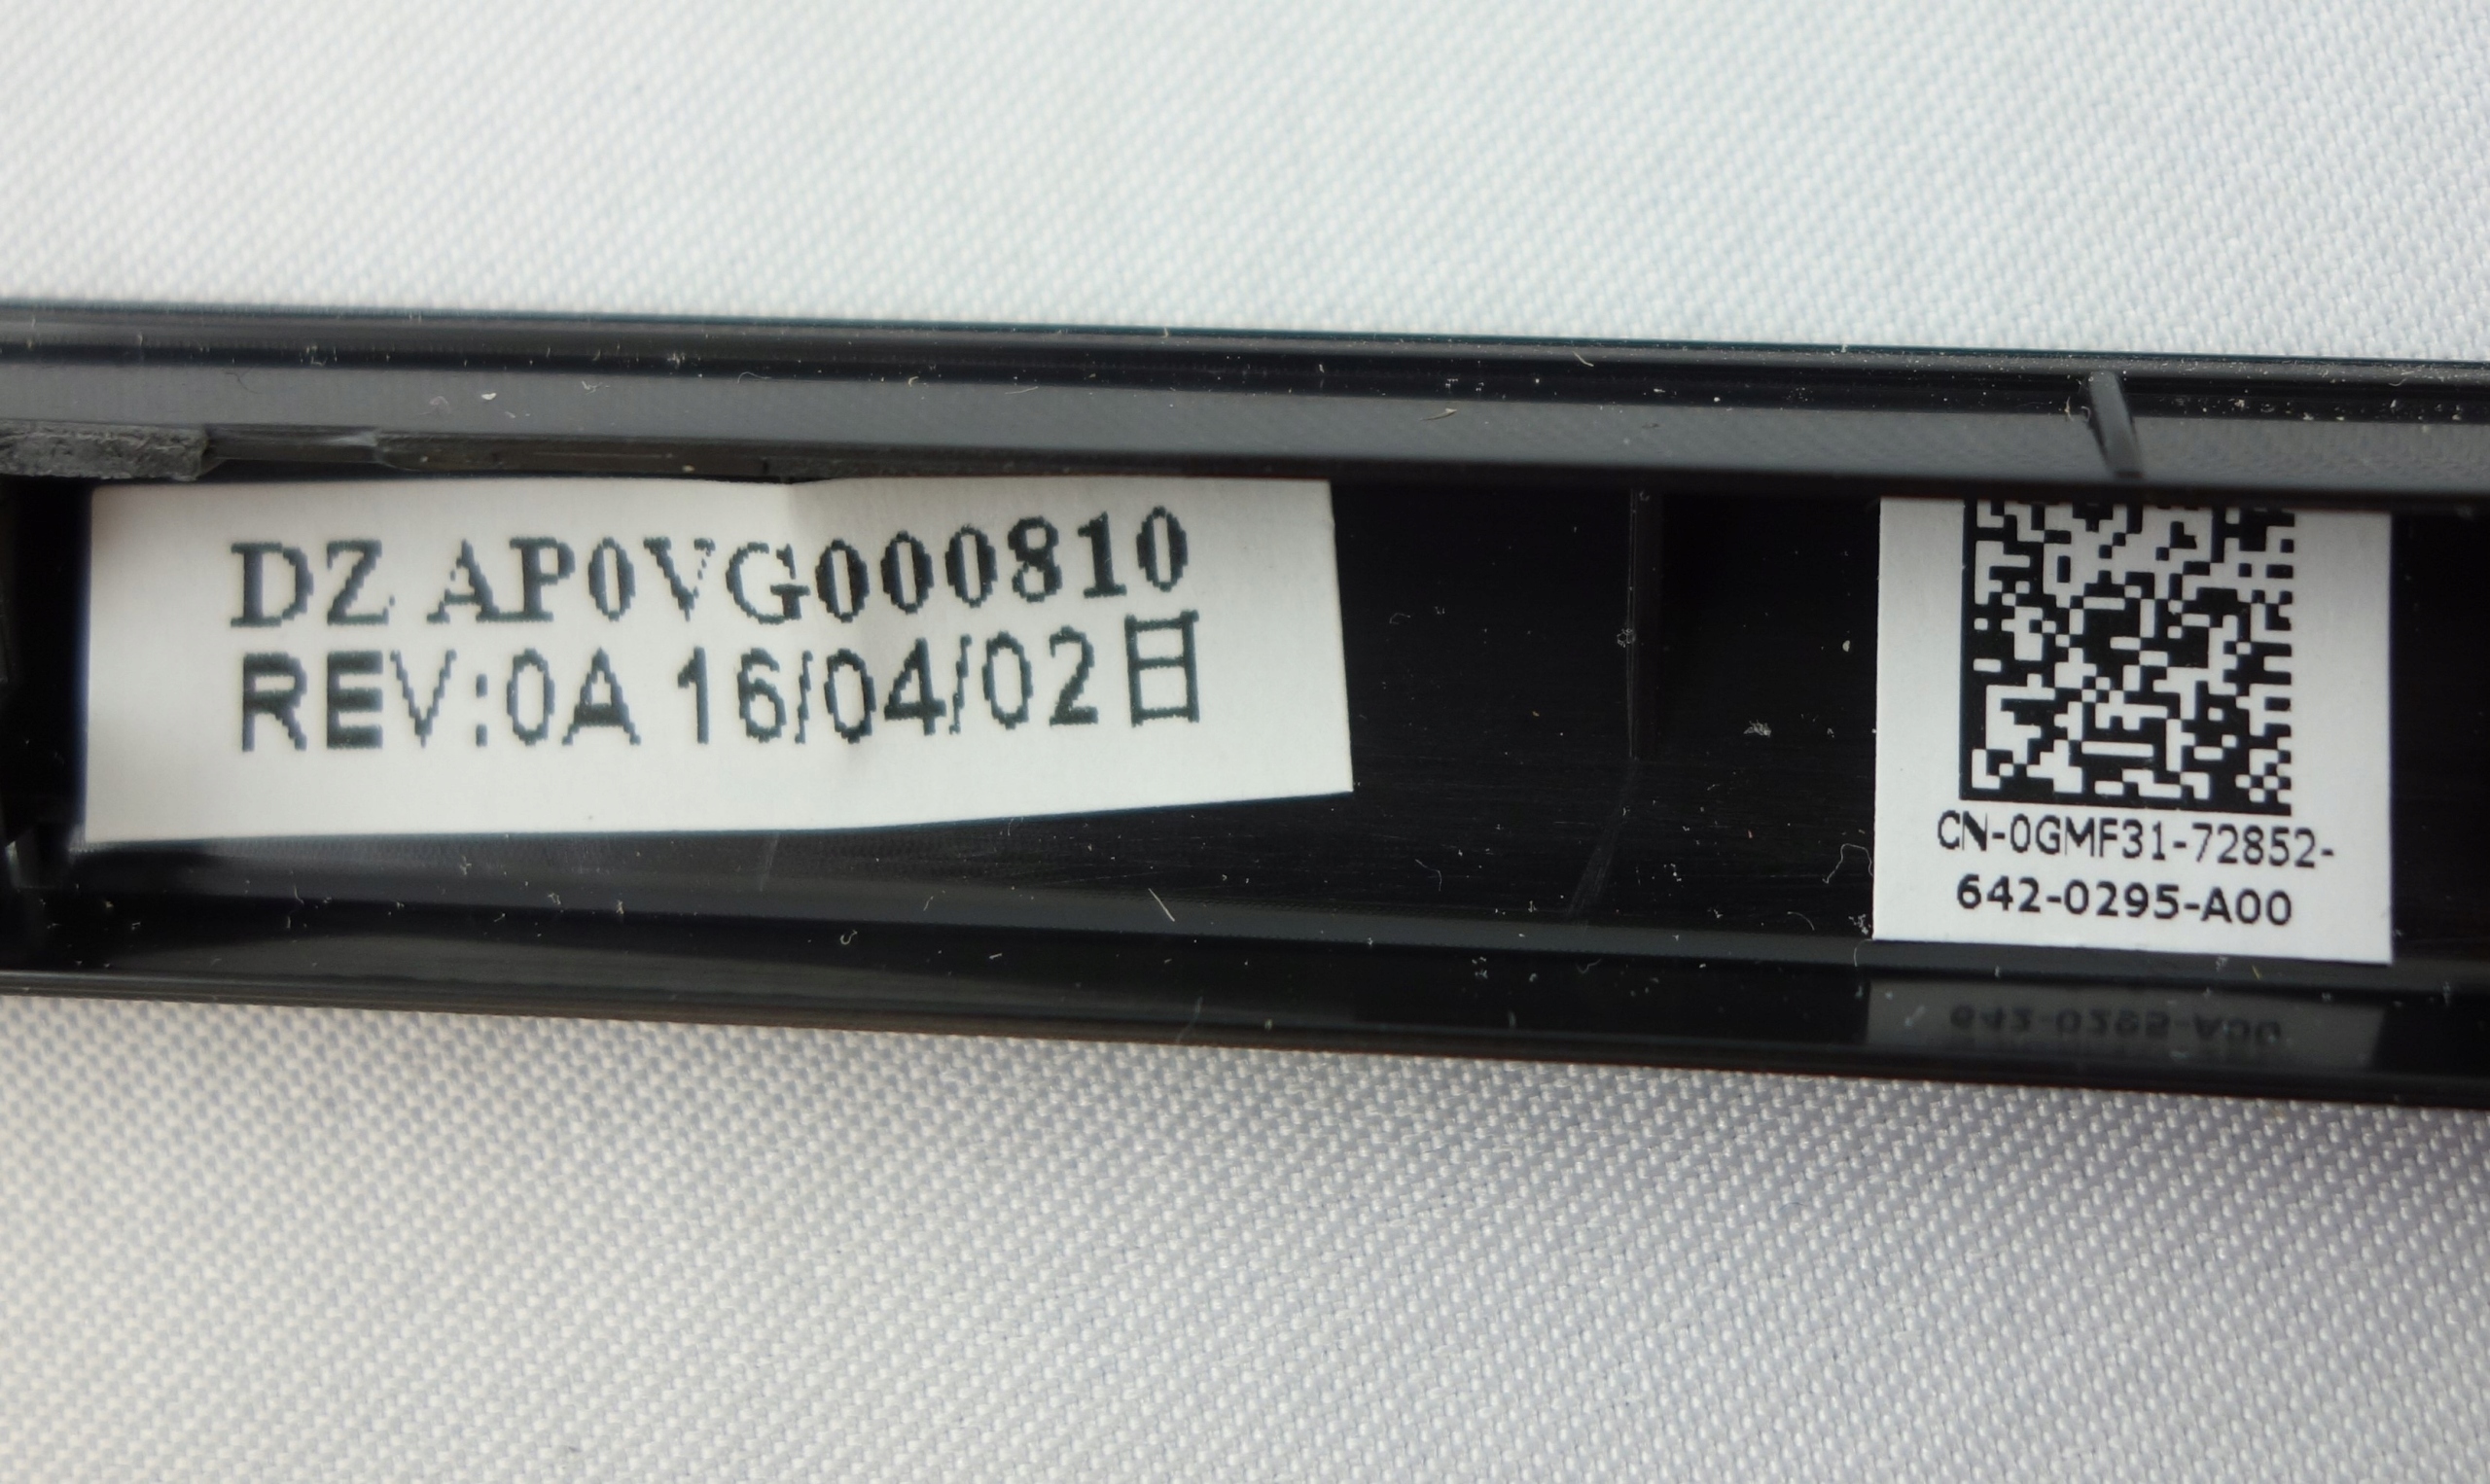 DZ AP0VG000810
REV:0A 16/04/02日
CN-0GMF31-72852-
642-0295-A00